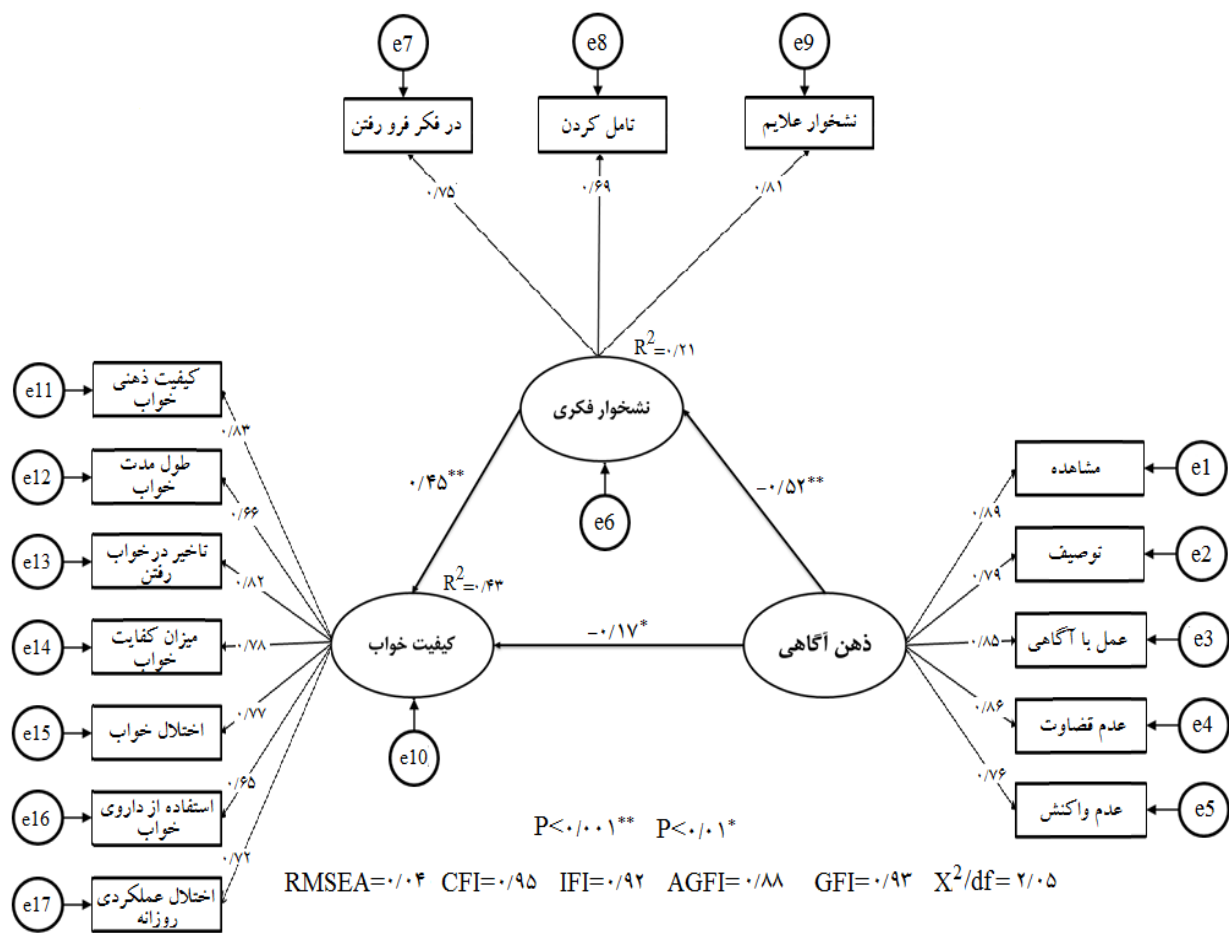 e7
e8
e9
در فکر فرو رفتن
تامل کردن
نشخوار علایم
۰/۷۵
۰/۶۹
۰/۸۱
R²=۰/۲۱
نشخوار فکری
e6
۰/۴۵**
−۰/۵۲**
R²=۰/۴۳
کیفیت خواب
−۰/۱۷*
ذهن آگاهی
e10
e11
کیفیت ذهنی
خواب
۰/۸۳
e12
طول مدت
خواب
۰/۶۶
e13
تاخیر درخواب
رفتن
۰/۸۲
e14
میزان کفایت
خواب
۰/۷۸
e15
اختلال خواب
۰/۷۷
e16
استفاده از داروی
خواب
۰/۶۵
e17
اختلال عملکردی
روزانه
۰/۷۲
مشاهده
e1
۰/۸۹
توصیف
e2
۰/۷۹
عمل با آگاهی
e3
۰/۸۵
عدم قضاوت
e4
۰/۸۶
عدم واکنش
e5
۰/۷۶
P<۰/۰۰۱** P<۰/۰۱*
RMSEA=۰/۰۴ CFI=۰/۹۵ IFI=۰/۹۲ AGFI=۰/۸۸ GFI=۰/۹۳ X²/df=۲/۰۵